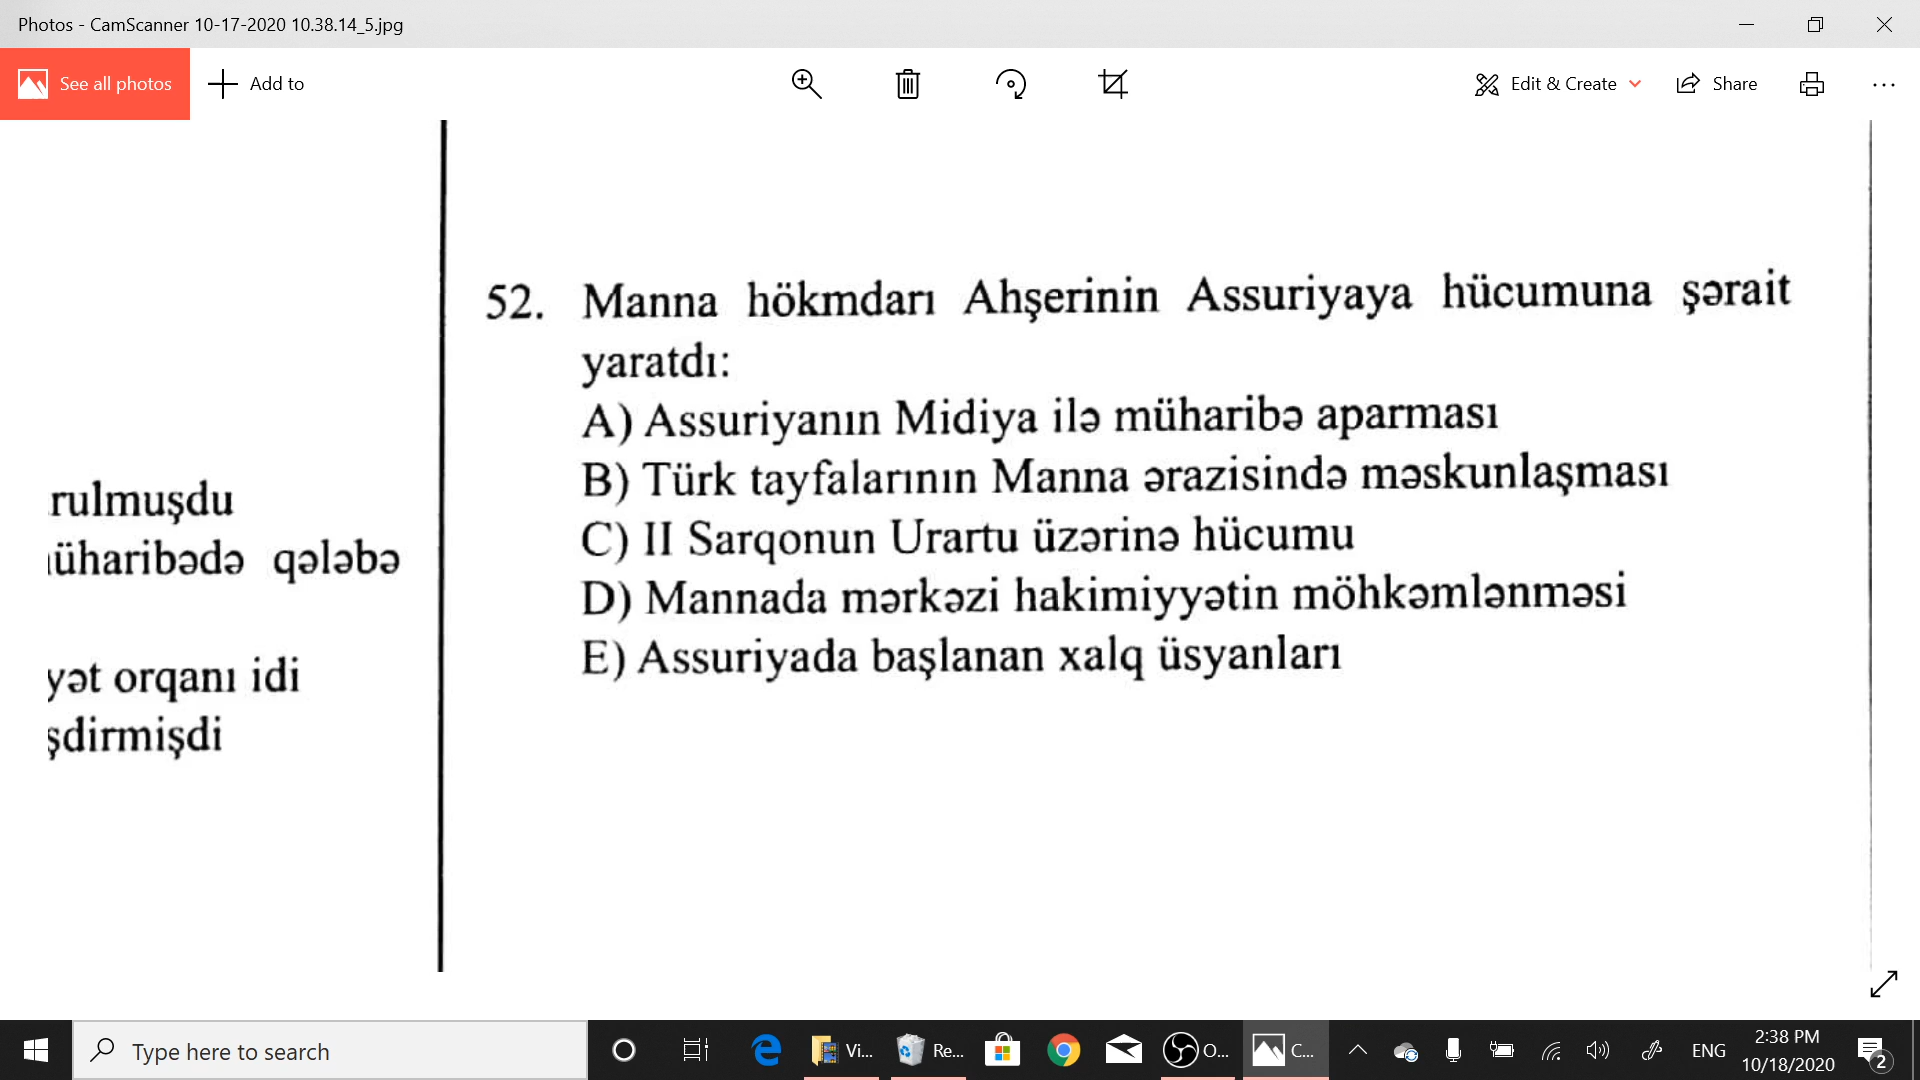 Photos - CamScanner 10-17-2020 10.38.14_5.jpg
See all photos
Add to
Edit & Create
Share
52. Manna hökmdarı Ahşerinin Assuriyaya hücumuna şərait
yaratdı:
A) Assuriyanın Midiya ilə müharibə aparması
B) Türk tayfalarının Manna ərazisində məskunlaşması
C) II Sarqonun Urartu üzərinə hücumu
D) Mannada mərkəzi hakimiyyətin möhkəmlənməsi
E) Assuriyada başlanan xalq üsyanları
rulmuşdu
üharibədə qələbə
yət orqanı idi
şdirmişdi
Type here to search
Vi...
Re...
O...
C...
ENG
2:38 PM
10/18/2020
2